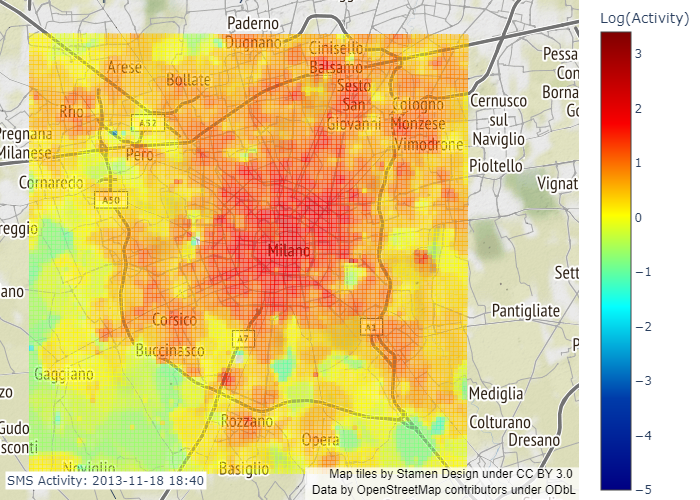 Log(Activity)
Paderno
Dugnano
Cinisello
Balsamo
Arese
Bollate
Sesto
San
Giovanni
Rho
Cologno
Monzese
Vimodrone
Cernusco
sul
Naviglio
Pioltello
Pessa
Con
Borna
Go
A52
Pregnana
Milanese
Pero
Cornaredo
A50
Vignat
reggio
Milano
Sett
ano
Pantigliate
Corsico
A7
A1
Buccinasco
P
Gaggiano
zo
Mediglia
Rozzano
Colturano
Dresano
Gudo
sconti
Opera
Noviglio
Basiglio
SMS Activity: 2013-11-18 18:40
Map tiles by Stamen Design under CC BY 3.0
Data by OpenStreetMap contributors under ODbL
3
2
1
0
−1
−2
−3
−4
−5